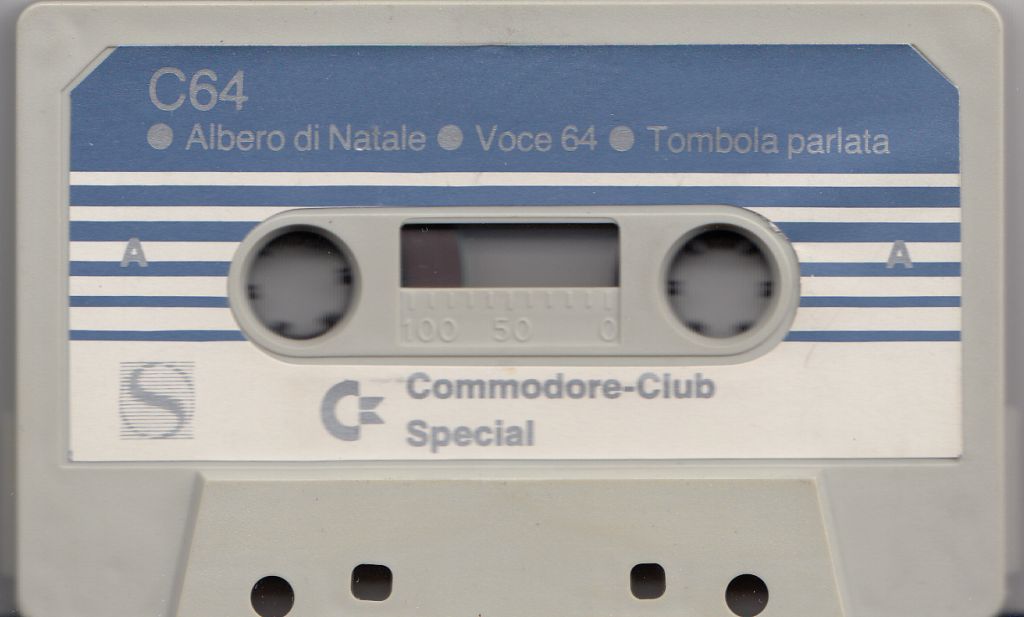 C64
● Albero di Natale ● Voce 64 ● Tombola parlata
A A
100 50 0
S
Commodore-Club
Special